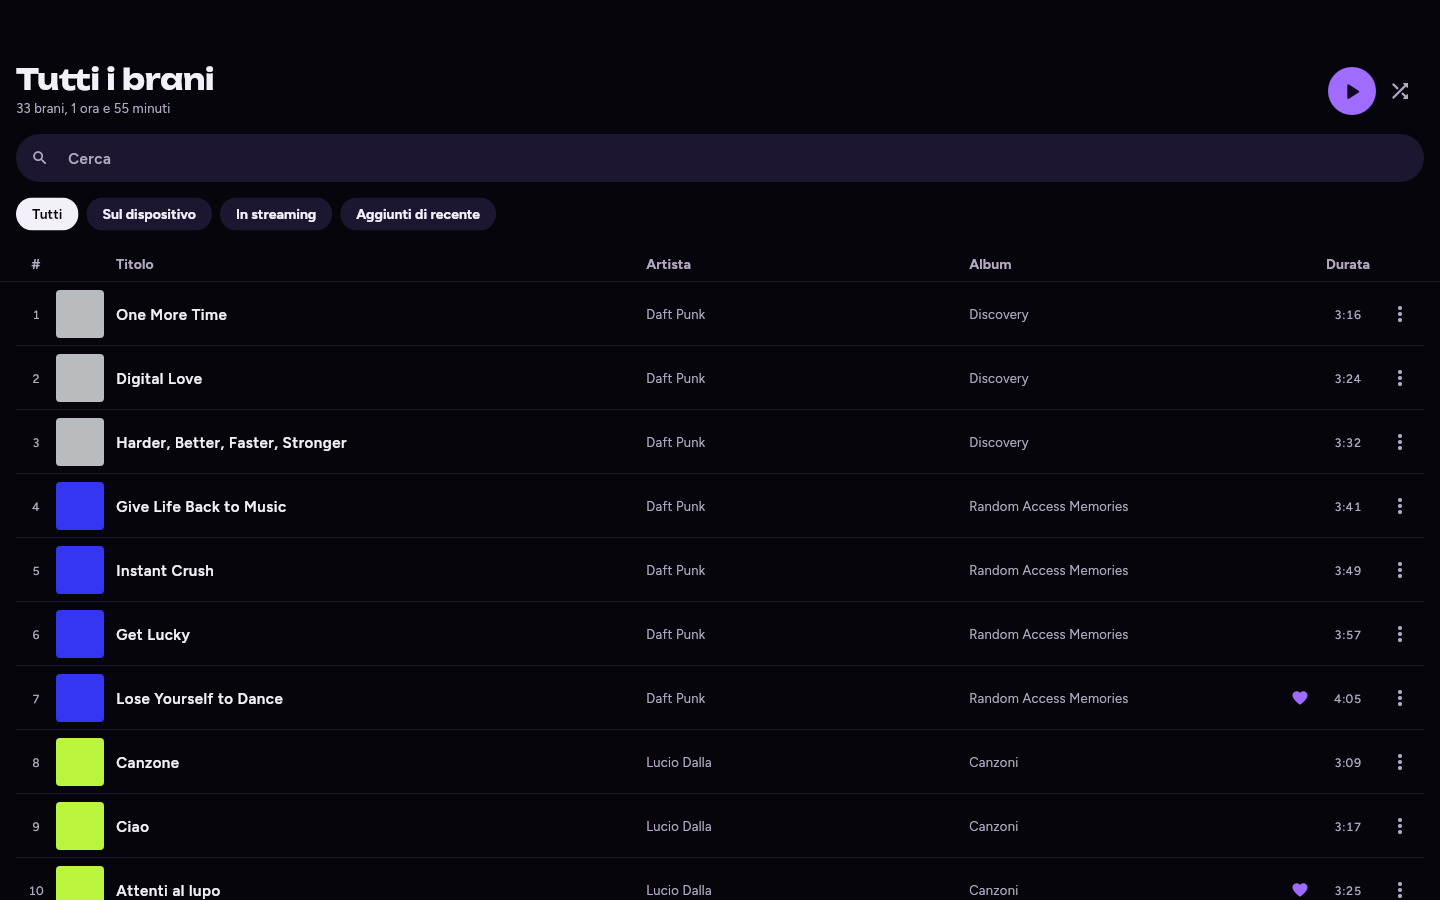 Tutti i brani
33 brani, 1 ora e 55 minuti
Cerca
Tutti Sul dispositivo In streaming Aggiunti di recente
# Titolo Artista Album Durata
1 One More Time Daft Punk Discovery 3:16
2 Digital Love Daft Punk Discovery 3:24
3 Harder, Better, Faster, Stronger Daft Punk Discovery 3:32
4 Give Life Back to Music Daft Punk Random Access Memories 3:41
5 Instant Crush Daft Punk Random Access Memories 3:49
6 Get Lucky Daft Punk Random Access Memories 3:57
7 Lose Yourself to Dance Daft Punk Random Access Memories 4:05
8 Canzone Lucio Dalla Canzoni 3:09
9 Ciao Lucio Dalla Canzoni 3:17
10 Attenti al lupo Lucio Dalla Canzoni 3:25